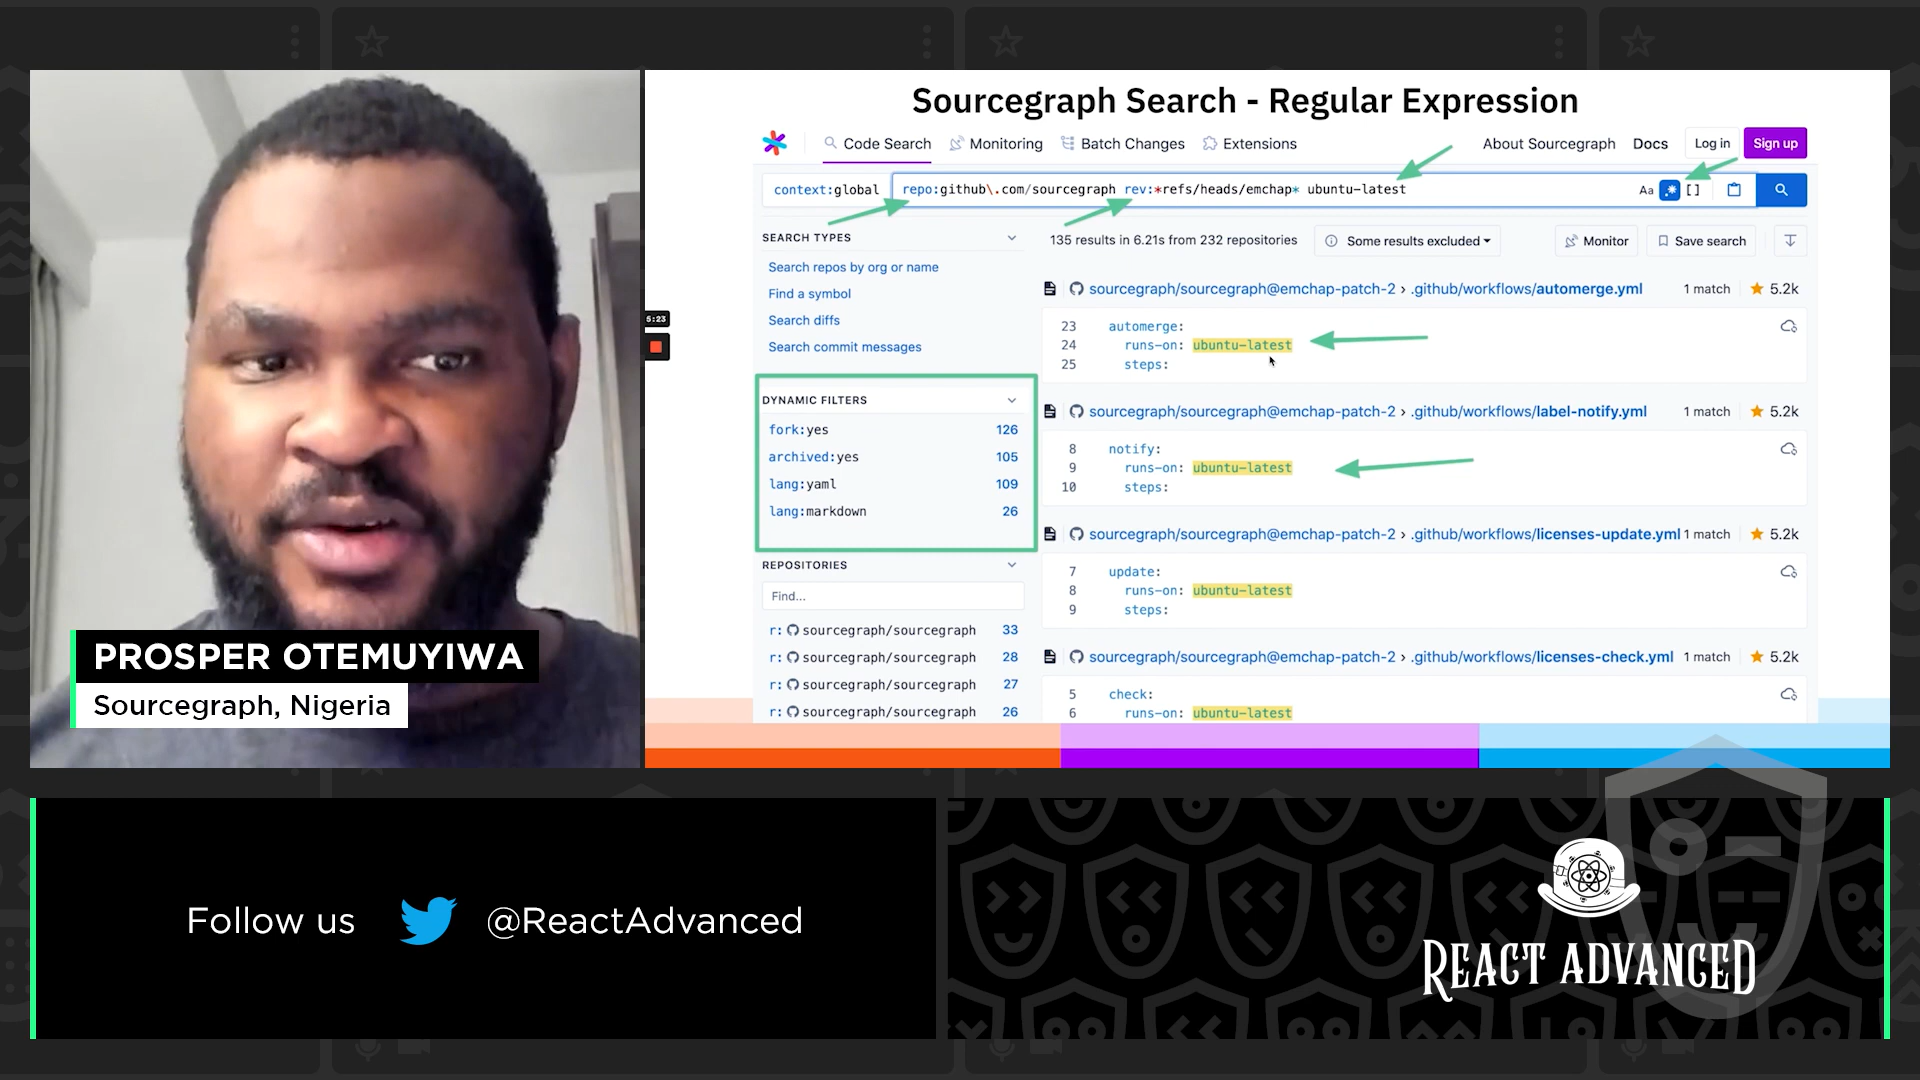 Sourcegraph Search - Regular Expression
Code Search Monitoring Batch Changes Extensions About Sourcegraph Docs Log in Sign up
context:global repo:github\.com/sourcegraph rev:*refs/heads/emchap* ubuntu-latest Aa .* [ ]
SEARCH TYPES
Search repos by org or name
Find a symbol
Search diffs
Search commit messages
DYNAMIC FILTERS
fork:yes 126
archived:yes 105
lang:yaml 109
lang:markdown 26
REPOSITORIES
Find...
r: sourcegraph/sourcegraph 33
r: sourcegraph/sourcegraph 28
r: sourcegraph/sourcegraph 27
r: sourcegraph/sourcegraph 26
135 results in 6.21s from 232 repositories Some results excluded Monitor Save search
sourcegraph/sourcegraph@emchap-patch-2 › .github/workflows/automerge.yml 1 match 5.2k
23 automerge:
24 runs-on: ubuntu-latest
25 steps:
sourcegraph/sourcegraph@emchap-patch-2 › .github/workflows/label-notify.yml 1 match 5.2k
8 notify:
9 runs-on: ubuntu-latest
10 steps:
sourcegraph/sourcegraph@emchap-patch-2 › .github/workflows/licenses-update.yml 1 match 5.2k
7 update:
8 runs-on: ubuntu-latest
9 steps:
sourcegraph/sourcegraph@emchap-patch-2 › .github/workflows/licenses-check.yml 1 match 5.2k
5 check:
6 runs-on: ubuntu-latest
5:23
PROSPER OTEMUYIWA
Sourcegraph, Nigeria
Follow us @ReactAdvanced
REACT ADVANCED